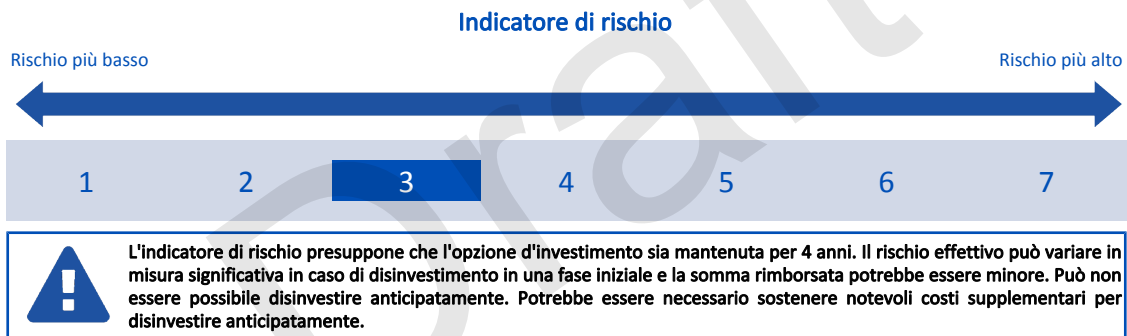 Indicatore di rischio
Rischio più basso
Rischio più alto
1 2 3 4 5 6 7
L'indicatore di rischio presuppone che l'opzione d'investimento sia mantenuta per 4 anni. Il rischio effettivo può variare in
misura significativa in caso di disinvestimento in una fase iniziale e la somma rimborsata potrebbe essere minore. Può non
essere possibile disinvestire anticipatamente. Potrebbe essere necessario sostenere notevoli costi supplementari per
disinvestire anticipatamente.
Draft